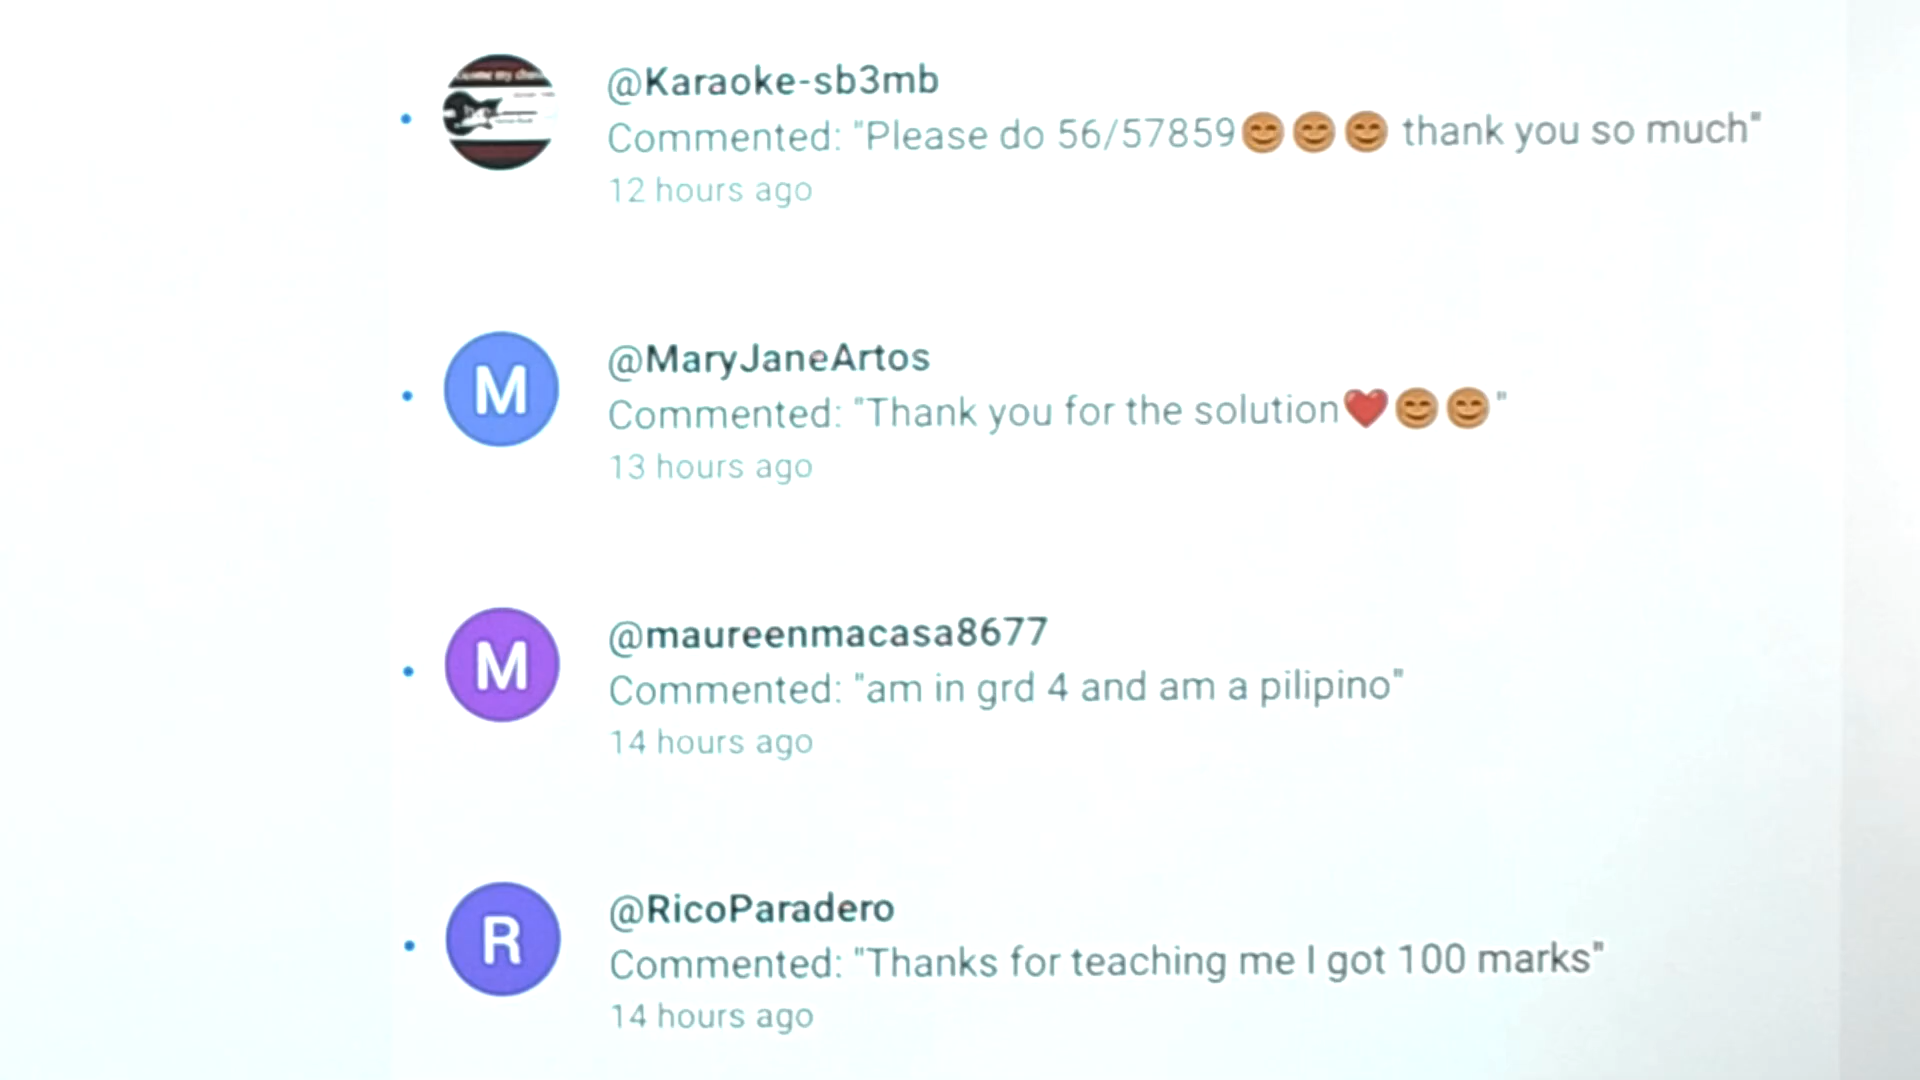 @Karaoke-sb3mb
Commented: "Please do 56/57859😊😊😊 thank you so much"
12 hours ago
M
@MaryJaneArtos
Commented: "Thank you for the solution❤️😊😊"
13 hours ago
M
@maureenmacasa8677
Commented: "am in grd 4 and am a pilipino"
14 hours ago
R
@RicoParadero
Commented: "Thanks for teaching me I got 100 marks"
14 hours ago